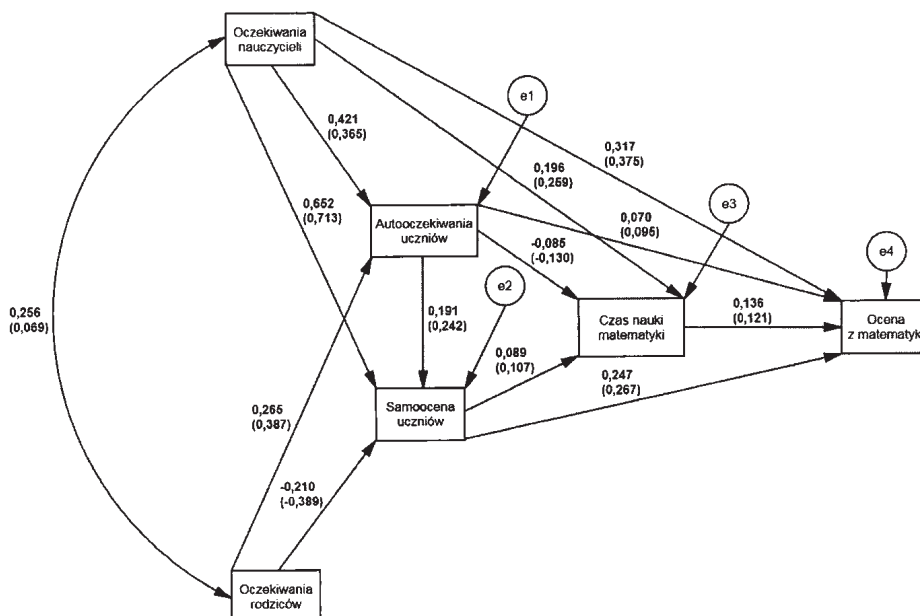 Oczekiwania
nauczycieli
e1
0,421
(0,365)
0,317
(0,375)
0,196
(0,259)
e3
0,652
(0,713)
Autooczekiwania
uczniów
0,070
(0,095)
-0,085
(-0,130)
e4
e2
0,256
(0,069)
0,191
(0,242)
Czas nauki
matematyki
0,136
(0,121)
Ocena
z matematyk
0,089
(0,107)
0,247
(0,267)
0,265
(0,387)
Samoocena
uczniów
-0,210
(-0,389)
Oczekiwania
rodziców